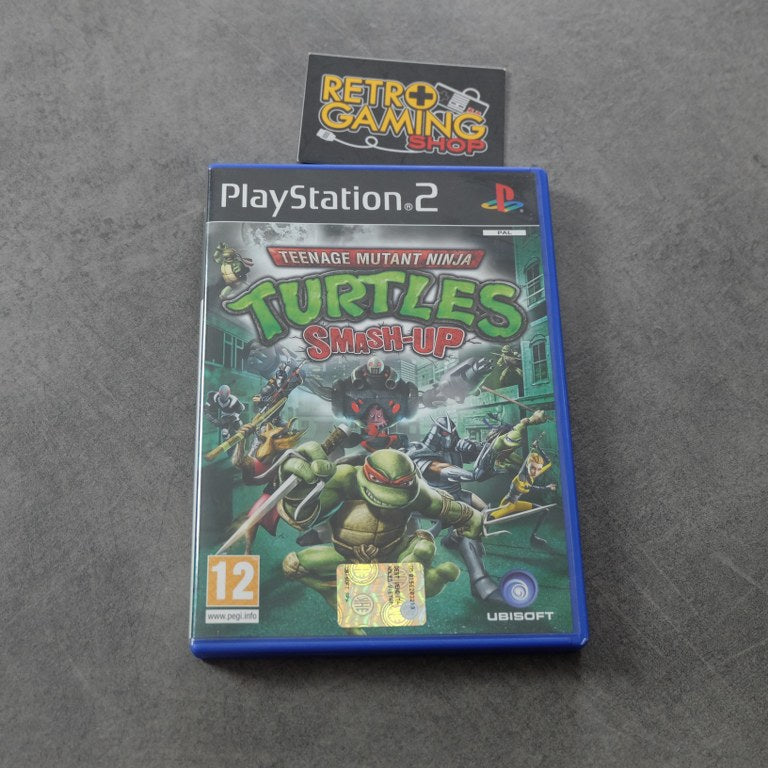 RETRO
GAMING
SHOP
PlayStation®2
PAL
TEENAGE MUTANT NINJA
TURTLES
SMASH-UP
12
www.pegi.info
UBISOFT